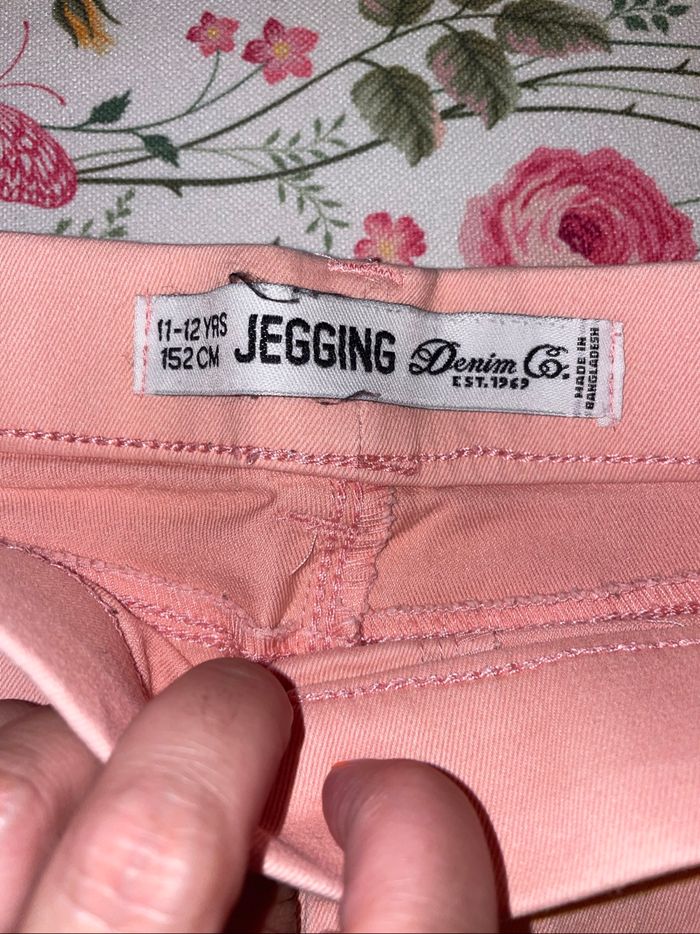 11-12 YRS
152 CM
JEGGING
Denim Co.
EST. 1969
MADE IN
BANGLADESH